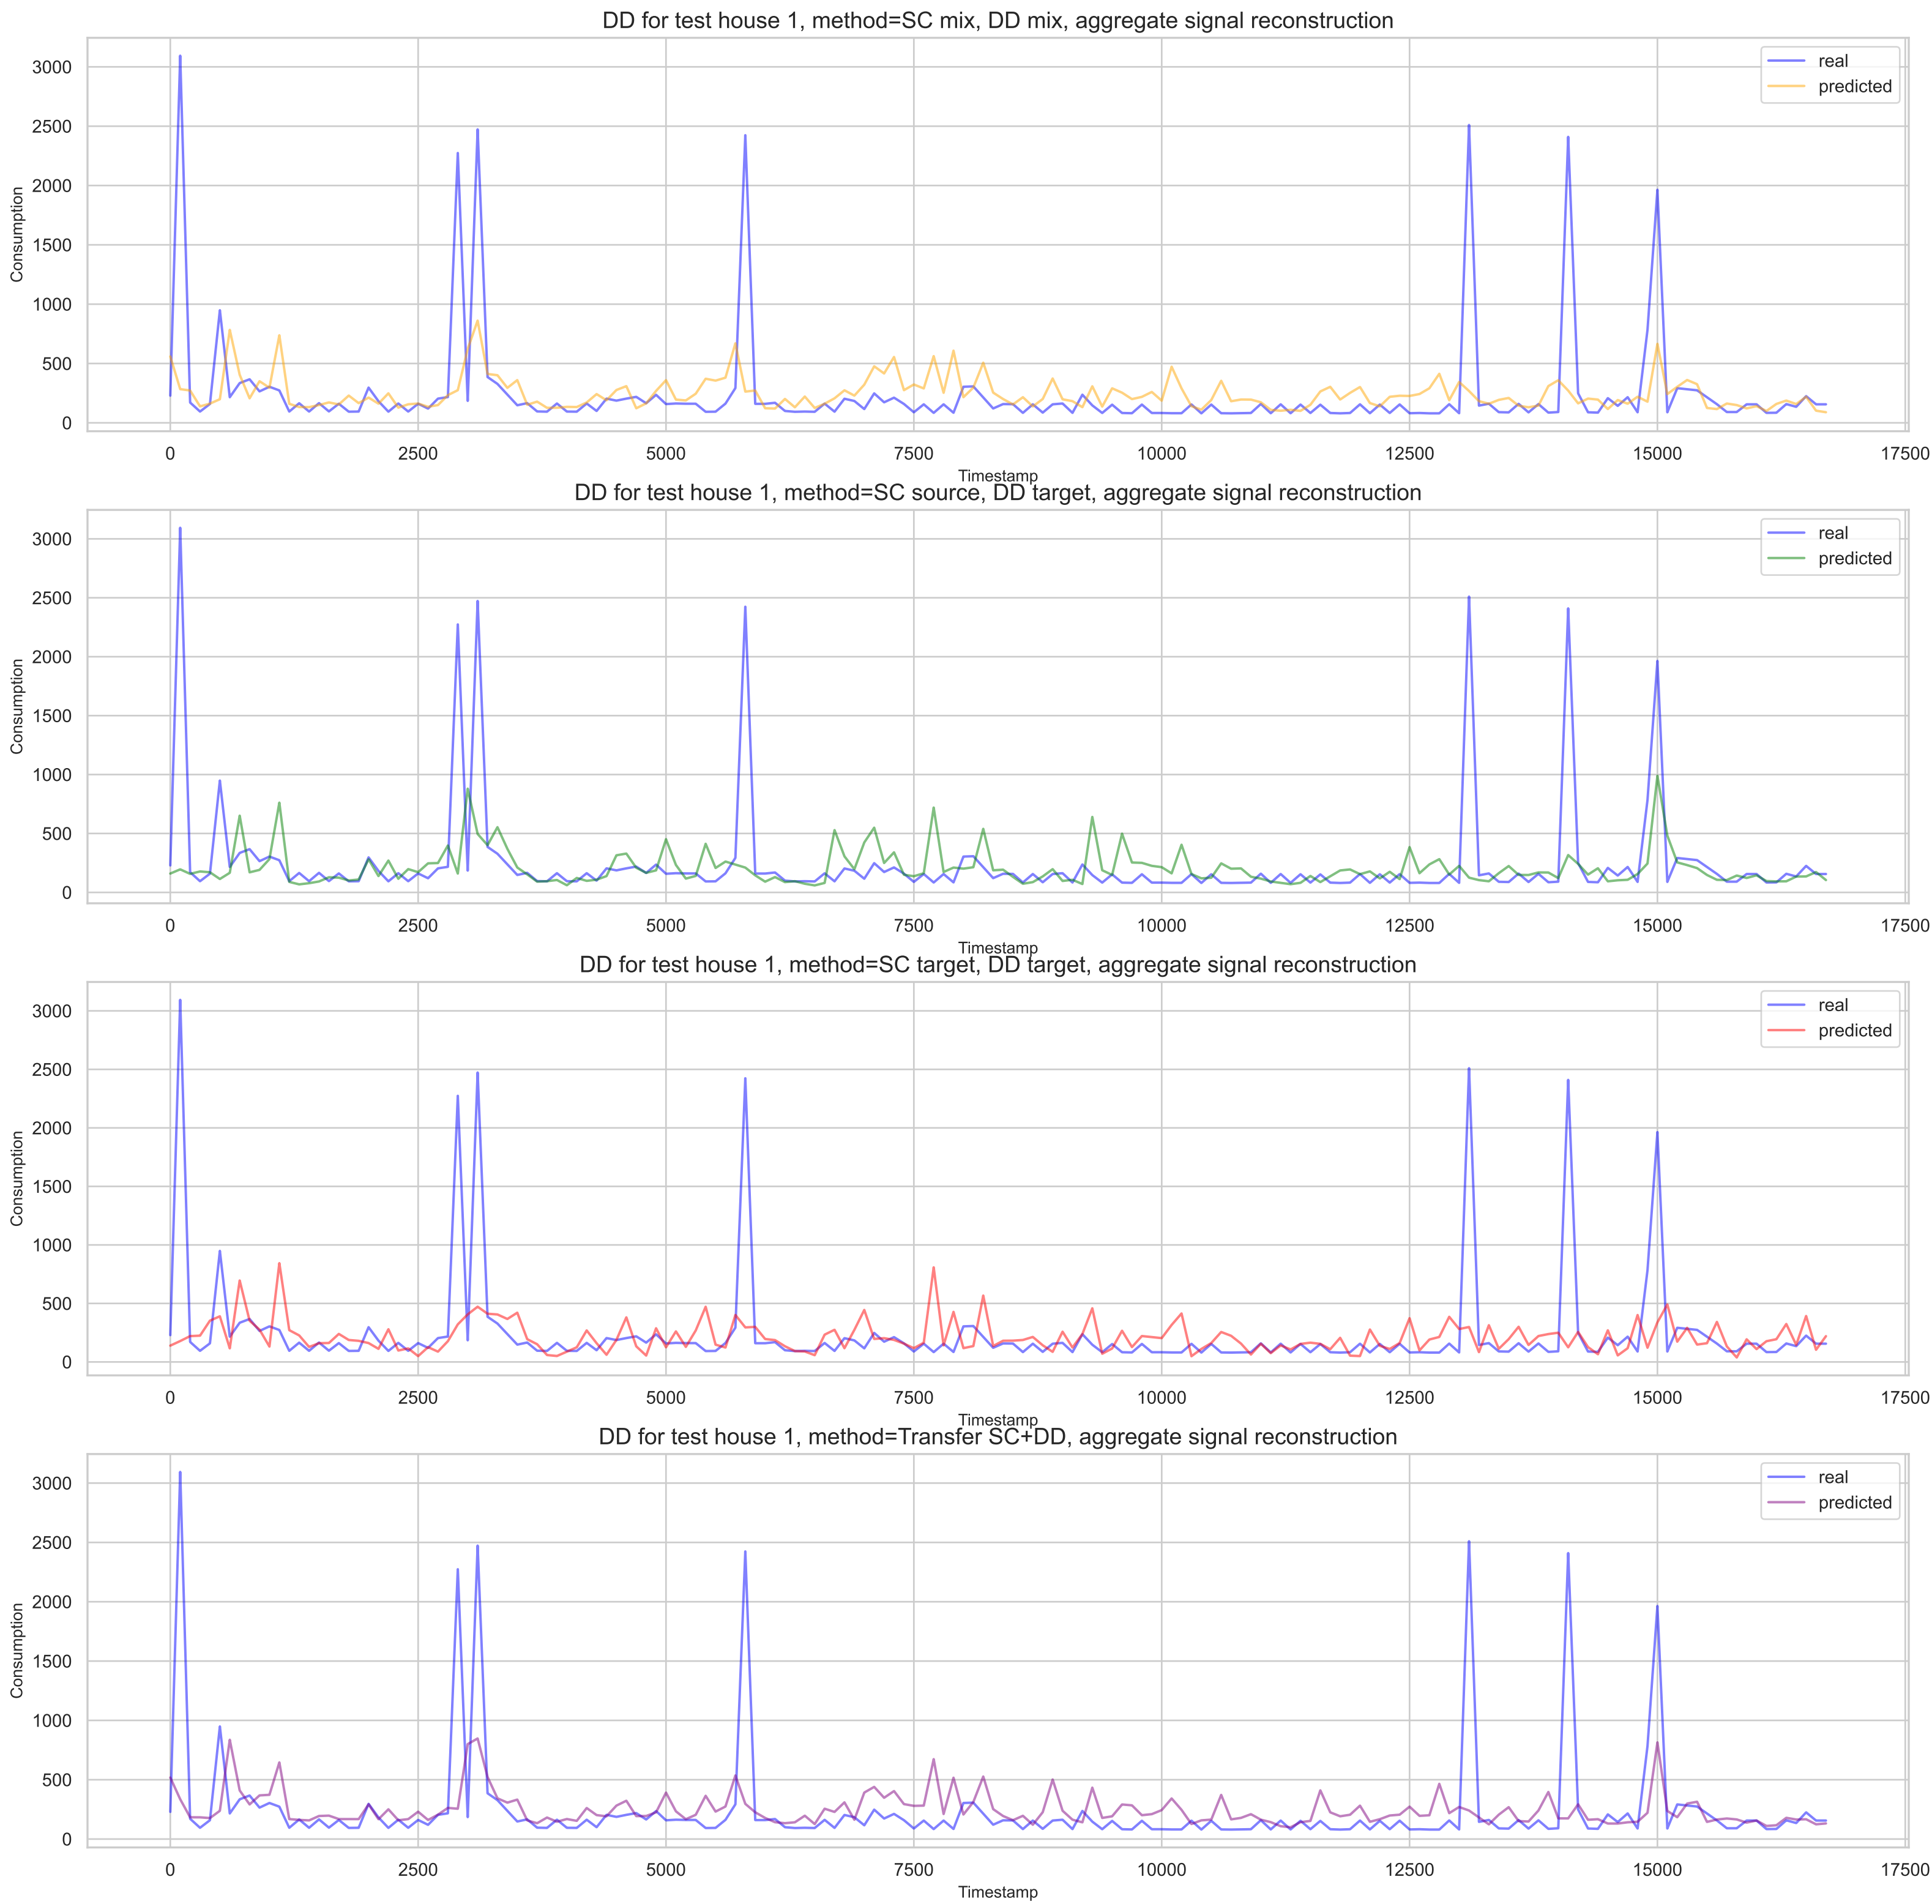 DD for test house 1, method=SC mix, DD mix, aggregate signal reconstruction
3000
2500
2000
1500
1000
500
0
Consumption
real
predicted
0 2500 5000 7500 10000 12500 15000 17500
Timestamp
DD for test house 1, method=SC source, DD target, aggregate signal reconstruction
3000
2500
2000
1500
1000
500
0
Consumption
real
predicted
0 2500 5000 7500 10000 12500 15000 17500
Timestamp
DD for test house 1, method=SC target, DD target, aggregate signal reconstruction
3000
2500
2000
1500
1000
500
0
Consumption
real
predicted
0 2500 5000 7500 10000 12500 15000 17500
Timestamp
DD for test house 1, method=Transfer SC+DD, aggregate signal reconstruction
3000
2500
2000
1500
1000
500
0
Consumption
real
predicted
0 2500 5000 7500 10000 12500 15000 17500
Timestamp